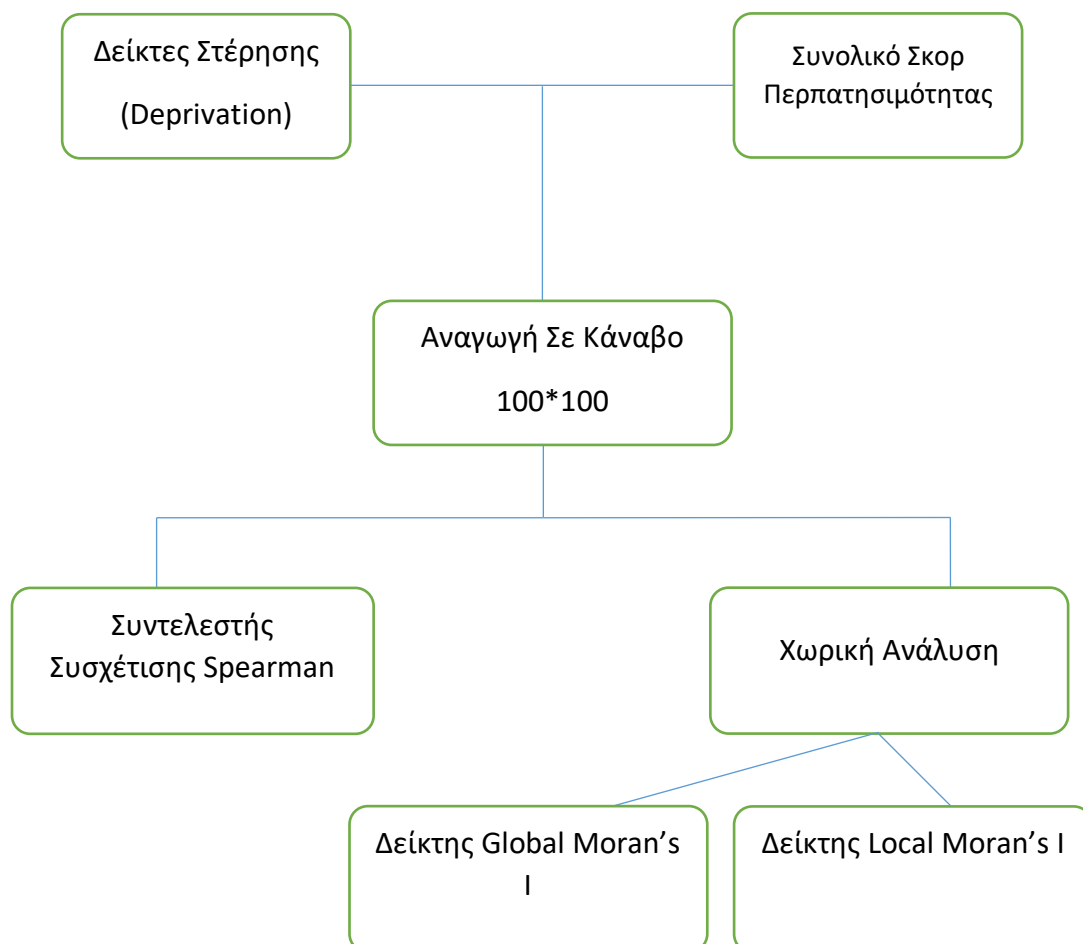 Δείκτες Στέρησης
(Deprivation)
Συνολικό Σκορ
Περπατησιμότητας
Αναγωγή Σε Κάναβο
100*100
Συντελεστής
Συσχέτισης Spearman
Χωρική Ανάλυση
Δείκτης Global Moran’s
I
Δείκτης Local Moran’s I